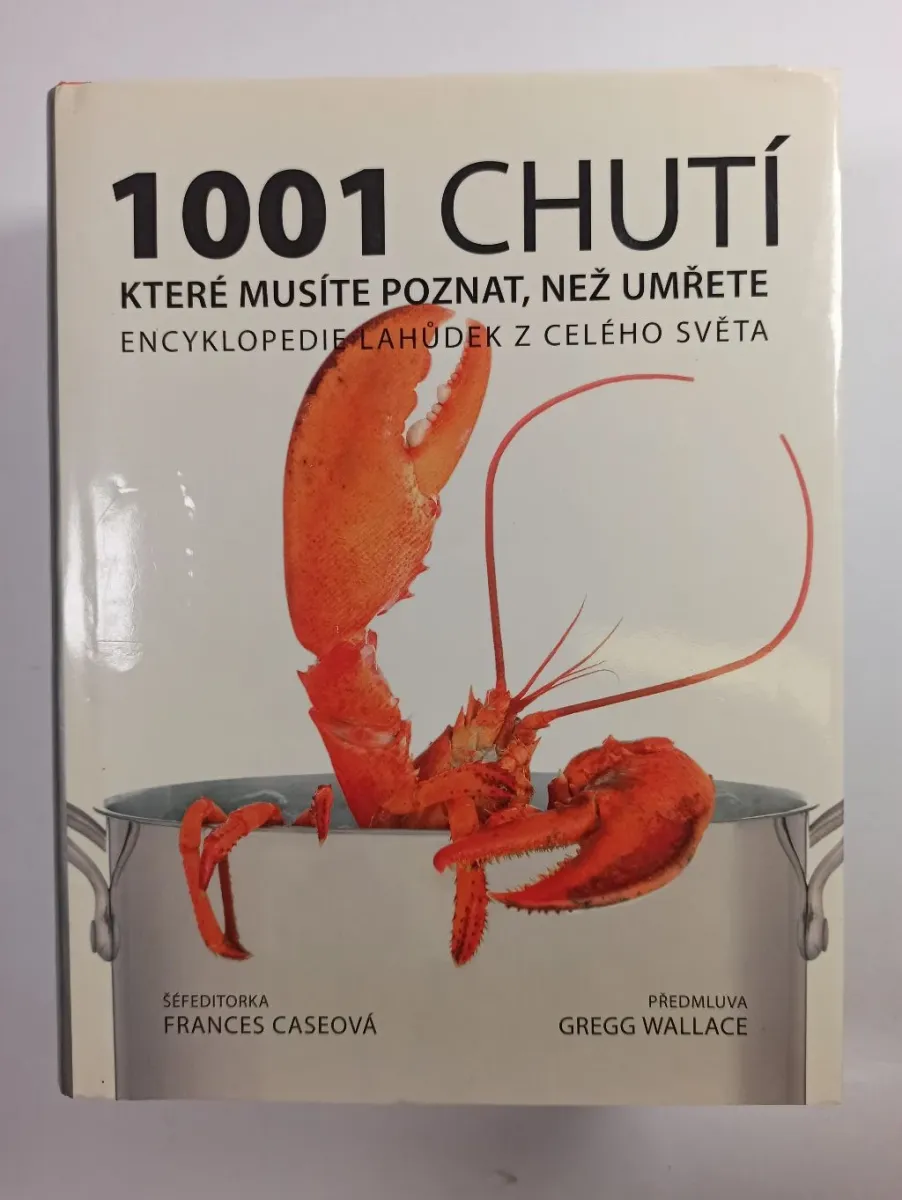 1001 CHUTÍ
KTERÉ MUSÍTE POZNAT, NEŽ UMŘETE
ENCYKLOPEDIE LAHŮDEK Z CELÉHO SVĚTA
ŠÉFEDITORKA
FRANCES CASEOVÁ
PŘEDMLUVA
GREGG WALLACE